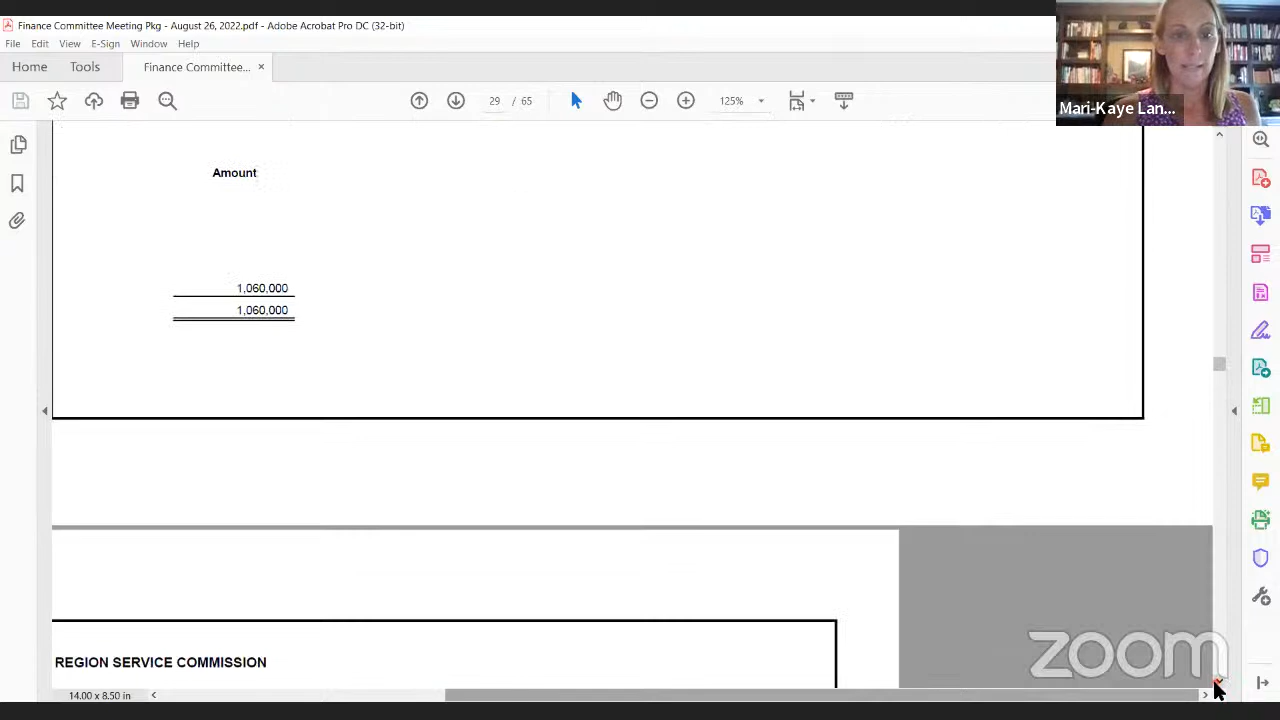 Finance Committee Meeting Pkg - August 26, 2022.pdf - Adobe Acrobat Pro DC (32-bit)
File Edit View E-Sign Window Help
Home Tools Finance Committee... ×
29 / 65 125%
Mari-Kaye Lan...
Amount
1,060,000
1,060,000
REGION SERVICE COMMISSION
zoom
14.00 x 8.50 in